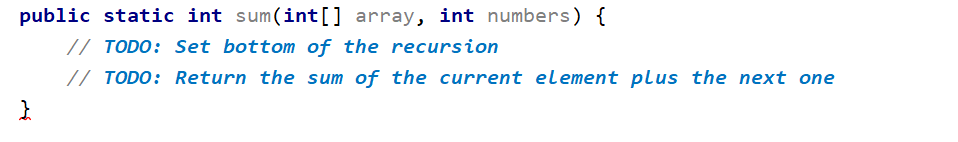 public static int sum(int[] array, int numbers) {
// TODO: Set bottom of the recursion
// TODO: Return the sum of the current element plus the next one
}